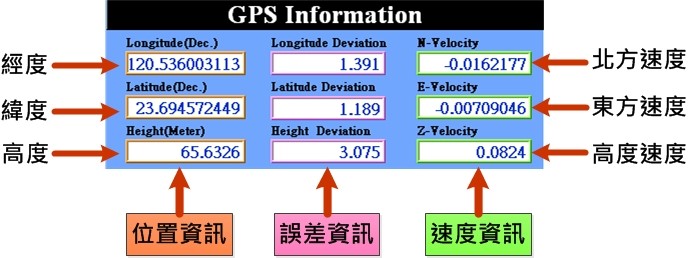 GPS Information
Longitude(Dec.) Longitude Deviation N-Velocity
經度 120.536003113 1.391 -0.0162177 北方速度
Latitude(Dec.) Latitude Deviation E-Velocity
緯度 23.694572449 1.189 -0.00709046 東方速度
Height(Meter) Height Deviation Z-Velocity
高度 65.6326 3.075 0.0824 高度速度
位置資訊 誤差資訊 速度資訊